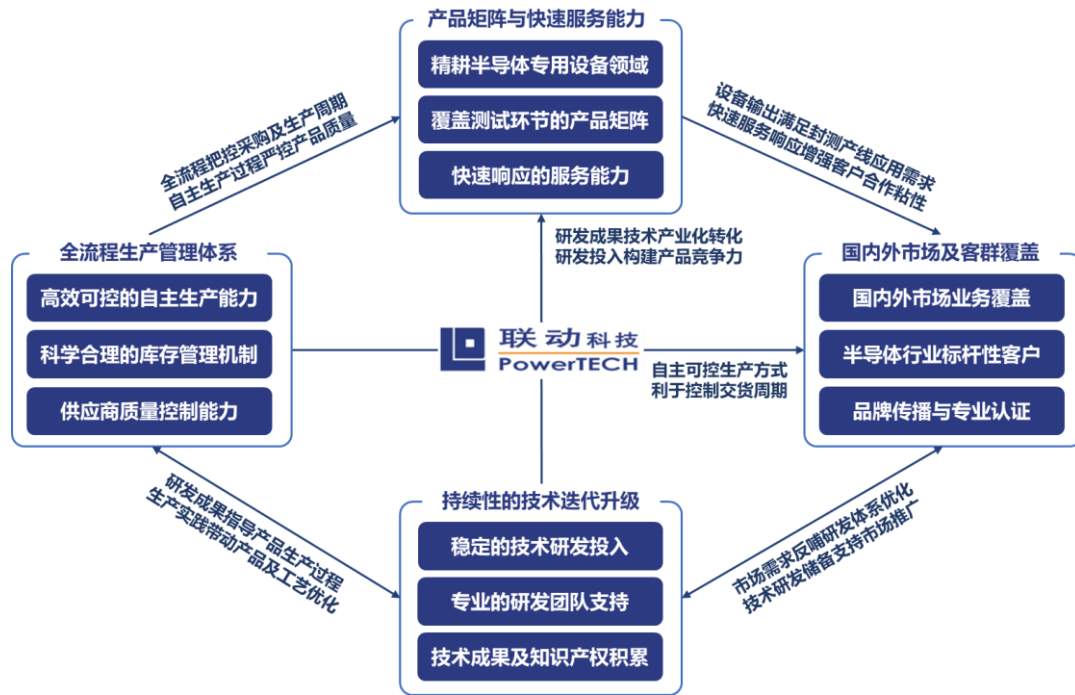 产品矩阵与快速服务能力
精耕半导体专用设备领域
覆盖测试环节的产品矩阵
快速响应的服务能力
全流程把控采购及生产周期
自主生产过程严控产品质量
设备输出满足封测产线应用需求
快速服务响应增强客户合作粘性
研发成果技术产业化转化
研发投入构建产品竞争力
全流程生产管理体系
高效可控的自主生产能力
科学合理的库存管理机制
供应商质量控制能力
联动科技
PowerTECH
自主可控生产方式
利于控制交货周期
国内外市场及客群覆盖
国内外市场业务覆盖
半导体行业标杆性客户
品牌传播与专业认证
研发成果指导产品生产过程
生产实践带动产品及工艺优化
持续性的技术迭代升级
稳定的技术研发投入
专业的研发团队支持
技术成果及知识产权积累
市场需求反哺研发体系优化
技术研发储备支持市场推广